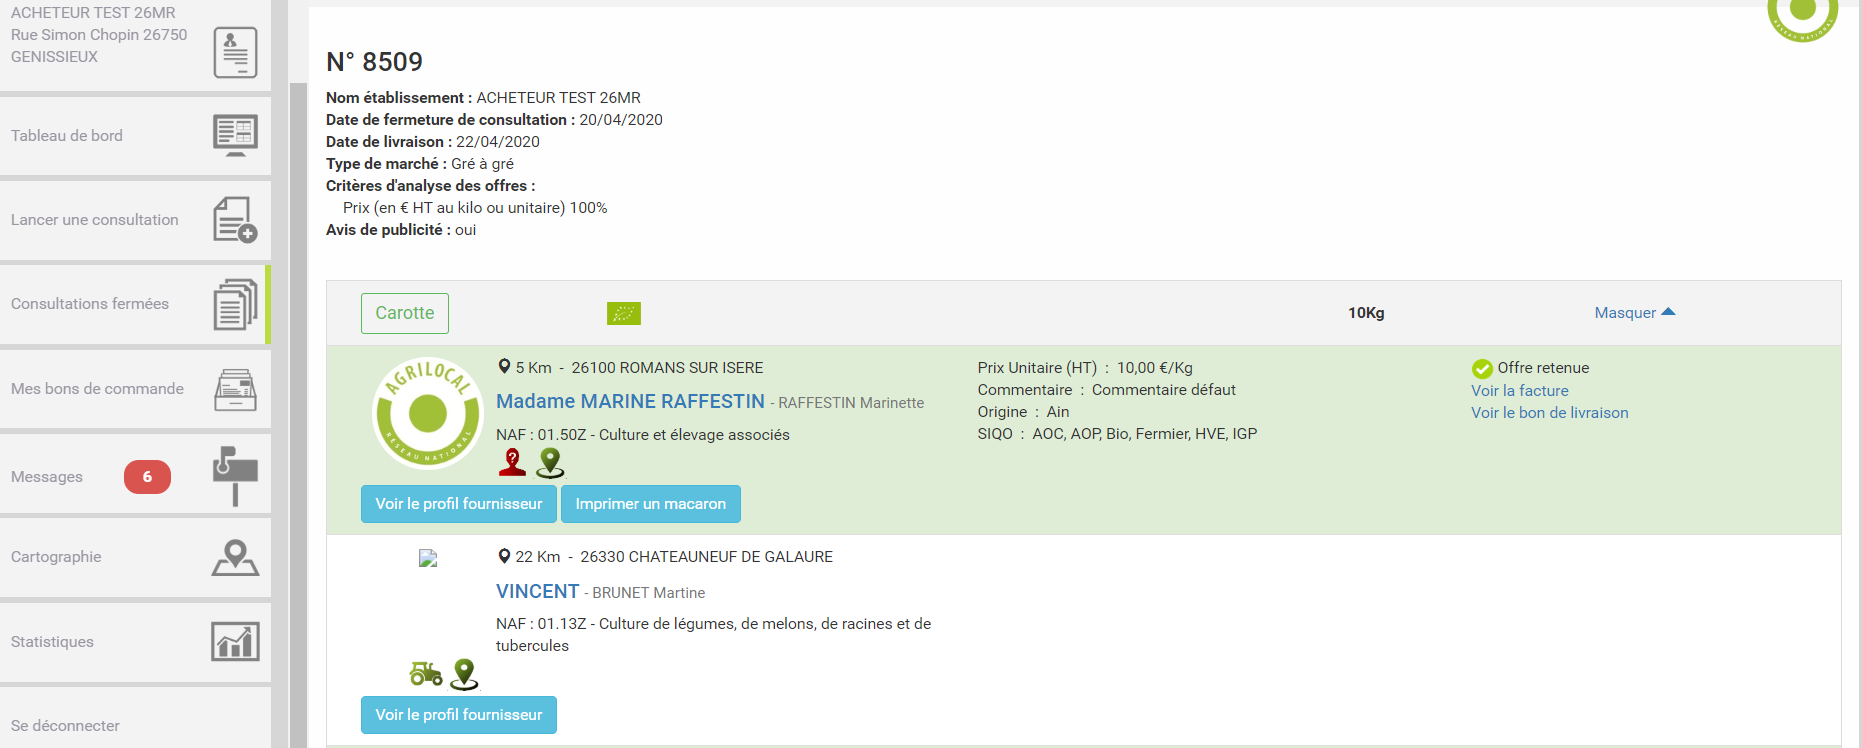 ACHETEUR TEST 26MR
Rue Simon Chopin 26750
GENISSIEUX
Tableau de bord
Lancer une consultation
Consultations fermées
Mes bons de commande
Messages 6
Cartographie
Statistiques
Se déconnecter
RÉSEAU NATIONAL
N° 8509
Nom établissement : ACHETEUR TEST 26MR
Date de fermeture de consultation : 20/04/2020
Date de livraison : 22/04/2020
Type de marché : Gré à gré
Critères d'analyse des offres :
Prix (en € HT au kilo ou unitaire) 100%
Avis de publicité : oui
Carotte 10Kg Masquer
AGRILOCAL
RÉSEAU NATIONAL
5 Km - 26100 ROMANS SUR ISERE
Madame MARINE RAFFESTIN - RAFFESTIN Marinette
NAF : 01.50Z - Culture et élevage associés
Prix Unitaire (HT) : 10,00 €/Kg
Commentaire : Commentaire défaut
Origine : Ain
SIQO : AOC, AOP, Bio, Fermier, HVE, IGP
Offre retenue
Voir la facture
Voir le bon de livraison
Voir le profil fournisseur Imprimer un macaron
22 Km - 26330 CHATEAUNEUF DE GALAURE
VINCENT - BRUNET Martine
NAF : 01.13Z - Culture de légumes, de melons, de racines et de
tubercules
Voir le profil fournisseur